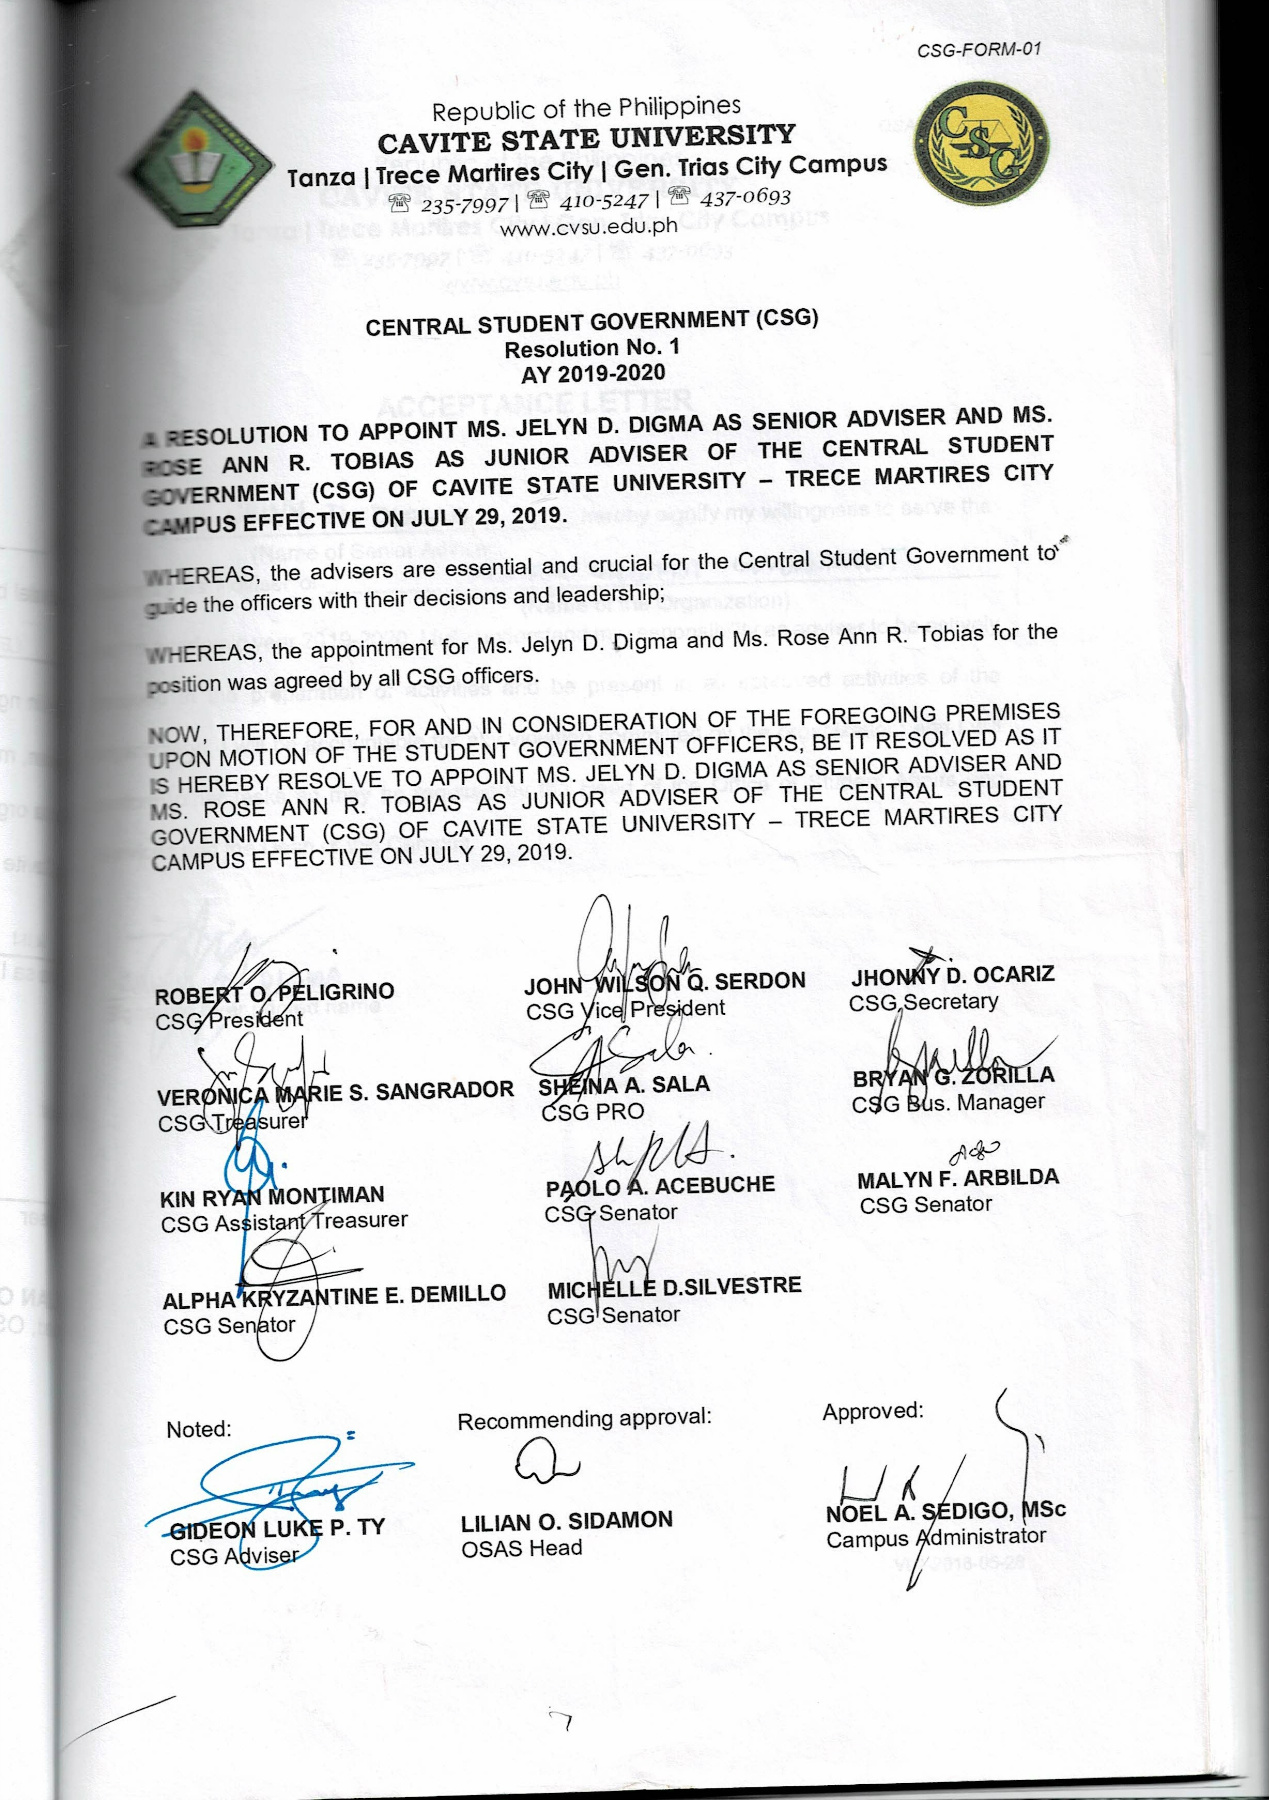 CSG-FORM-01
Republic of the Philippines
CAVITE STATE UNIVERSITY
Tanza | Trece Martires City | Gen. Trias City Campus
☏ 235-7997 | ☏ 410-5247 | ☏ 437-0693
www.cvsu.edu.ph
CSG
CENTRAL STUDENT GOVERNMENT (CSG)
Resolution No. 1
AY 2019-2020
ACCEPTANCE LETTER
A RESOLUTION TO APPOINT MS. JELYN D. DIGMA AS SENIOR ADVISER AND MS.
ROSE ANN R. TOBIAS AS JUNIOR ADVISER OF THE CENTRAL STUDENT
GOVERNMENT (CSG) OF CAVITE STATE UNIVERSITY – TRECE MARTIRES CITY
CAMPUS EFFECTIVE ON JULY 29, 2019.
WHEREAS, the advisers are essential and crucial for the Central Student Government to
guide the officers with their decisions and leadership;
WHEREAS, the appointment for Ms. Jelyn D. Digma and Ms. Rose Ann R. Tobias for the
position was agreed by all CSG officers.
NOW, THEREFORE, FOR AND IN CONSIDERATION OF THE FOREGOING PREMISES
UPON MOTION OF THE STUDENT GOVERNMENT OFFICERS, BE IT RESOLVED AS IT
IS HEREBY RESOLVE TO APPOINT MS. JELYN D. DIGMA AS SENIOR ADVISER AND
MS. ROSE ANN R. TOBIAS AS JUNIOR ADVISER OF THE CENTRAL STUDENT
GOVERNMENT (CSG) OF CAVITE STATE UNIVERSITY – TRECE MARTIRES CITY
CAMPUS EFFECTIVE ON JULY 29, 2019.
ROBERT O. PELIGRINO JOHN WILSON Q. SERDON JHONNY D. OCARIZ
CSG President CSG Vice President CSG Secretary
VERONICA MARIE S. SANGRADOR SHEINA A. SALA BRYAN G. ZORILLA
CSG Treasurer CSG PRO CSG Bus. Manager
KIN RYAN MONTIMAN PAOLO A. ACEBUCHE MALYN F. ARBILDA
CSG Assistant Treasurer CSG Senator CSG Senator
ALPHA KRYZANTINE E. DEMILLO MICHELLE D.SILVESTRE
CSG Senator CSG Senator
Noted: Recommending approval: Approved:
GIDEON LUKE P. TY LILIAN O. SIDAMON NOEL A. SEDIGO, MSc
CSG Adviser OSAS Head Campus Administrator
7